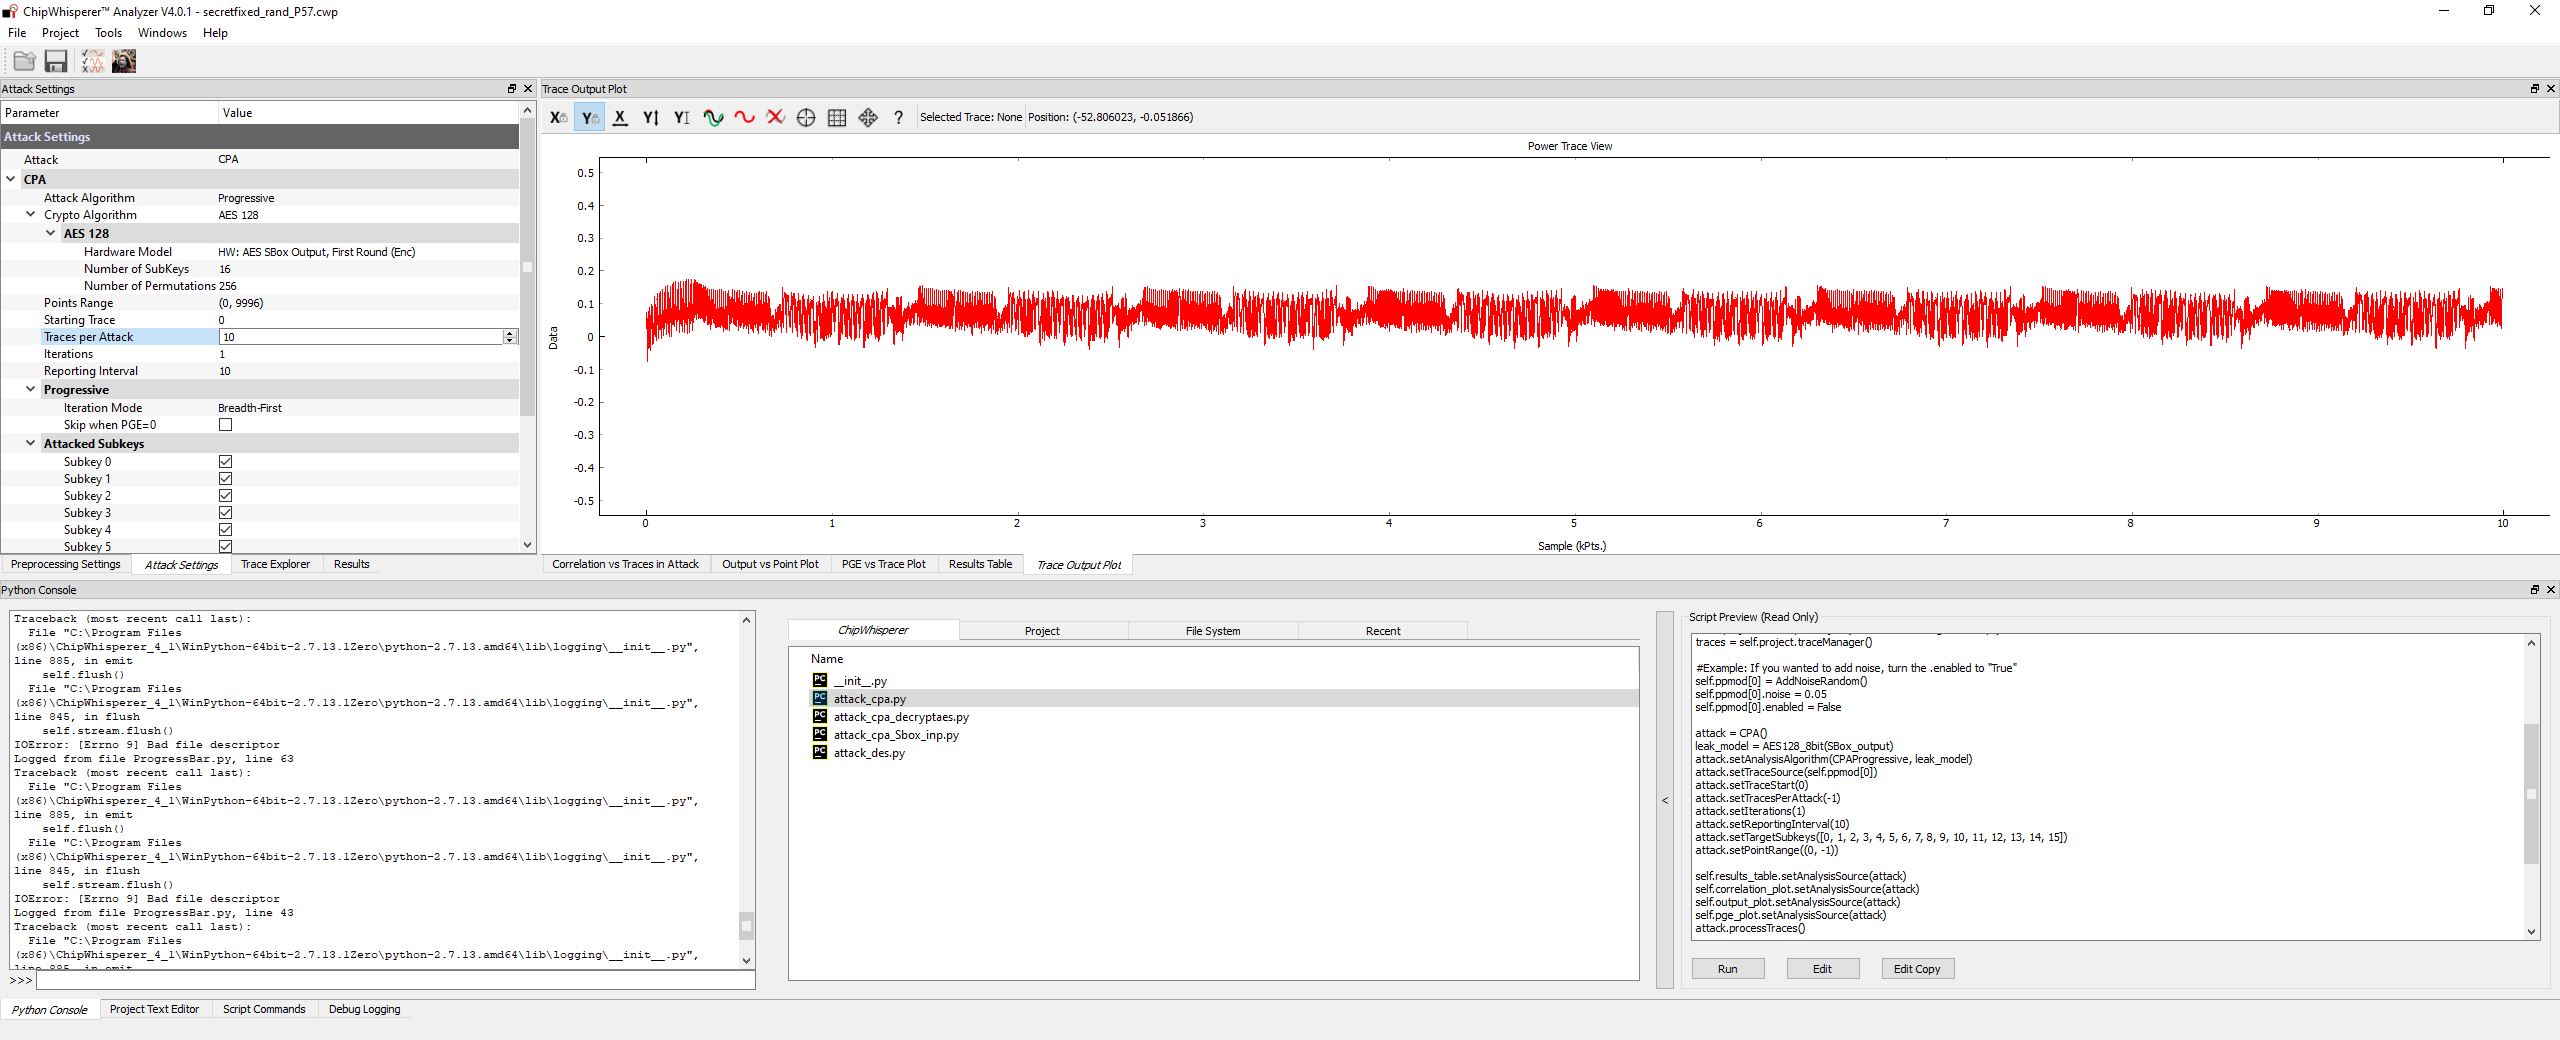 ChipWhisperer™ Analyzer V4.0.1 - secretfixed_rand_P57.cwp
File Project Tools Windows Help
Attack Settings
Parameter Value
Attack Settings
Attack CPA
CPA
Attack Algorithm Progressive
Crypto Algorithm AES 128
AES 128
Hardware Model HW: AES SBox Output, First Round (Enc)
Number of SubKeys 16
Number of Permutations 256
Points Range (0, 9996)
Starting Trace 0
Traces per Attack 10
Iterations 1
Reporting Interval 10
Progressive
Iteration Mode Breadth-First
Skip when PGE=0
Attacked Subkeys
Subkey 0
Subkey 1
Subkey 2
Subkey 3
Subkey 4
Subkey 5
Preprocessing Settings Attack Settings Trace Explorer Results
Trace Output Plot
X Y X Y Y ? Selected Trace: None Position: (-52.806023, -0.051866)
Power Trace View
0.5
0.4
0.3
0.2
0.1
0
-0.1
-0.2
-0.3
-0.4
-0.5
Data
0 1 2 3 4 5 6 7 8 9 10
Sample (kPts.)
Correlation vs Traces in Attack Output vs Point Plot PGE vs Trace Plot Results Table Trace Output Plot
Python Console
Traceback (most recent call last):
File "C:\Program Files
(x86)\ChipWhisperer_4_1\WinPython-64bit-2.7.13.1Zero\python-2.7.13.amd64\lib\logging\__init__.py",
line 885, in emit
self.flush()
File "C:\Program Files
(x86)\ChipWhisperer_4_1\WinPython-64bit-2.7.13.1Zero\python-2.7.13.amd64\lib\logging\__init__.py",
line 845, in flush
self.stream.flush()
IOError: [Errno 9] Bad file descriptor
Logged from file ProgressBar.py, line 63
Traceback (most recent call last):
File "C:\Program Files
(x86)\ChipWhisperer_4_1\WinPython-64bit-2.7.13.1Zero\python-2.7.13.amd64\lib\logging\__init__.py",
line 885, in emit
self.flush()
File "C:\Program Files
(x86)\ChipWhisperer_4_1\WinPython-64bit-2.7.13.1Zero\python-2.7.13.amd64\lib\logging\__init__.py",
line 845, in flush
self.stream.flush()
IOError: [Errno 9] Bad file descriptor
Logged from file ProgressBar.py, line 43
Traceback (most recent call last):
File "C:\Program Files
(x86)\ChipWhisperer_4_1\WinPython-64bit-2.7.13.1Zero\python-2.7.13.amd64\lib\logging\__init__.py",
line 885, in emit
>>>
ChipWhisperer Project File System Recent
Name
__init__.py
attack_cpa.py
attack_cpa_decryptaes.py
attack_cpa_Sbox_inp.py
attack_des.py
<
Script Preview (Read Only)
traces = self.project.traceManager()
#Example: If you wanted to add noise, turn the .enabled to "True"
self.ppmod[0] = AddNoiseRandom()
self.ppmod[0].noise = 0.05
self.ppmod[0].enabled = False
attack = CPA()
leak_model = AES128_8bit(SBox_output)
attack.setAnalysisAlgorithm(CPAProgressive, leak_model)
attack.setTraceSource(self.ppmod[0])
attack.setTraceStart(0)
attack.setTracesPerAttack(-1)
attack.setIterations(1)
attack.setReportingInterval(10)
attack.setTargetSubkeys([0, 1, 2, 3, 4, 5, 6, 7, 8, 9, 10, 11, 12, 13, 14, 15])
attack.setPointRange((0, -1))
self.results_table.setAnalysisSource(attack)
self.correlation_plot.setAnalysisSource(attack)
self.output_plot.setAnalysisSource(attack)
self.pge_plot.setAnalysisSource(attack)
attack.processTraces()
Run Edit Edit Copy
Python Console Project Text Editor Script Commands Debug Logging